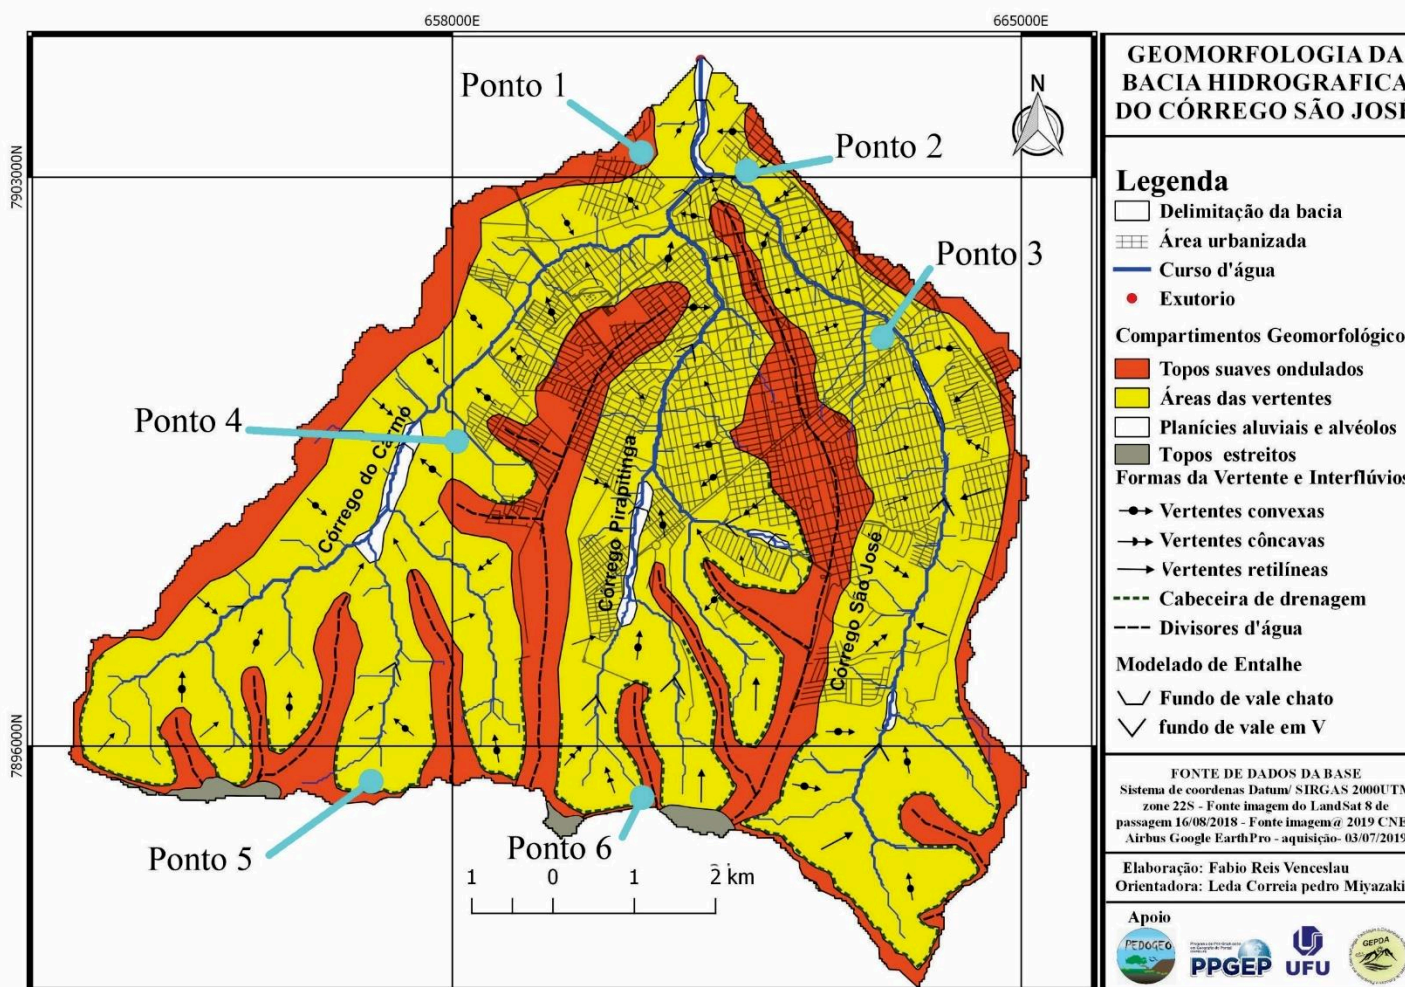 658000E
665000E
7903000N
7896000N
Ponto 1
Ponto 2
Ponto 3
Ponto 4
Ponto 5
Ponto 6
Córrego do Carmo
Córrego Pirapitinga
Córrego São José
N
1 0 1 2 km
GEOMORFOLOGIA DA
BACIA HIDROGRAFICA
DO CÓRREGO SÃO JOSÉ
Legenda
Delimitação da bacia
Área urbanizada
Curso d'água
Exutorio
Compartimentos Geomorfológico
Topos suaves ondulados
Áreas das vertentes
Planícies aluviais e alvéolos
Topos estreitos
Formas da Vertente e Interflúvios
Vertentes convexas
Vertentes côncavas
Vertentes retilíneas
Cabeceira de drenagem
Divisores d'água
Modelado de Entalhe
Fundo de vale chato
fundo de vale em V
FONTE DE DADOS DA BASE
Sistema de coordenas Datum/ SIRGAS 2000UTM
zone 22S - Fonte imagem do LandSat 8 de
passagem 16/08/2018 - Fonte imagem@ 2019 CNE
Airbus Google EarthPro - aquisição- 03/07/2019
Elaboração: Fabio Reis Venceslau
Orientadora: Leda Correia pedro Miyazaki
Apoio
PEDOGEO
PPGEP
UFU
GEPDA